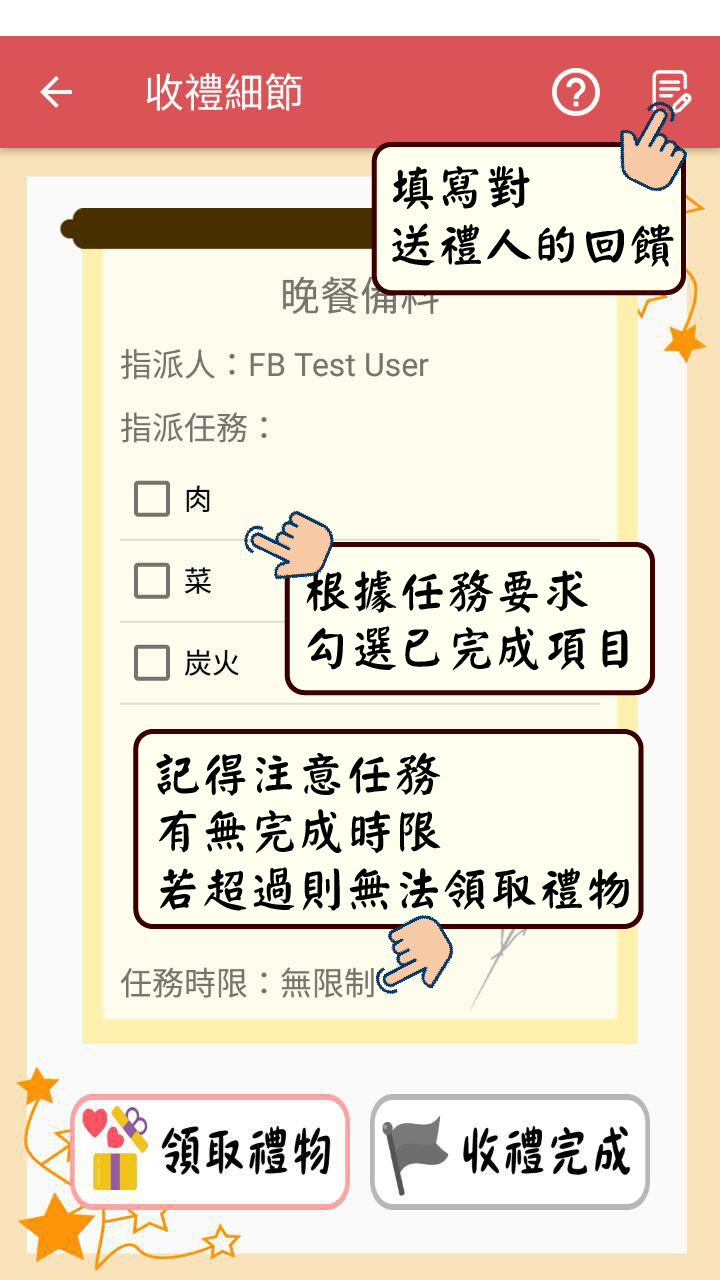 收禮細節
填寫對
送禮人的回饋
晚餐備料
指派人：FB Test User
指派任務：
肉
菜
炭火
根據任務要求
勾選已完成項目
記得注意任務
有無完成時限
若超過則無法領取禮物
任務時限：無限制
領取禮物
收禮完成